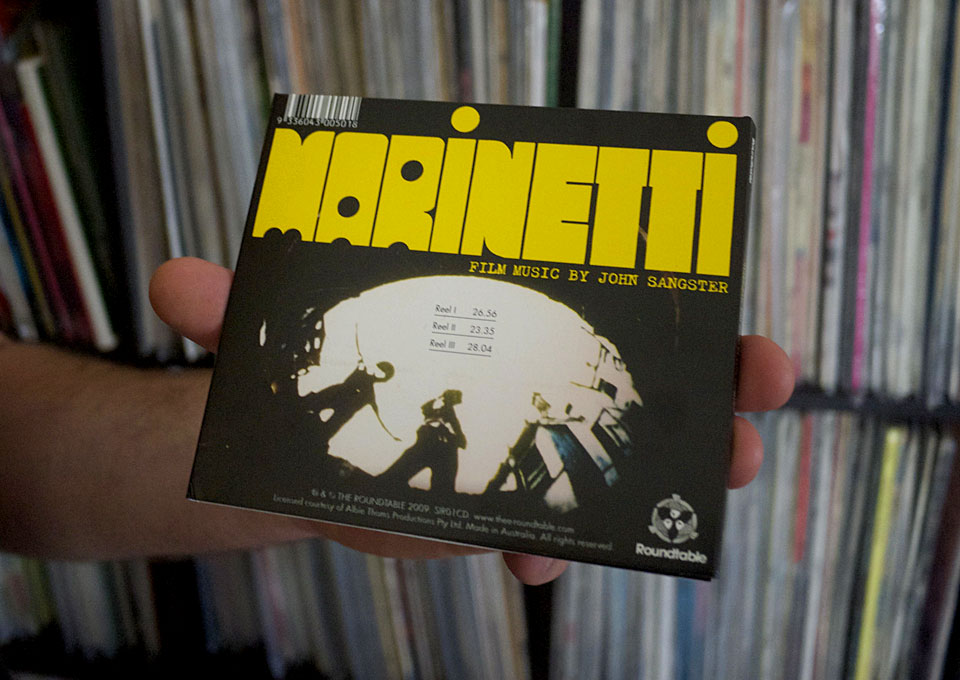 9 336043 005018
MARINETTI
FILM MUSIC BY JOHN SANGSTER
Reel I 26.56
Reel II 23.35
Reel III 28.04
℗ & © THE ROUNDTABLE 2009. SIR01CD. www.thee-roundtable.com
Licensed courtesy of Albie Thoms Productions Pty Ltd. Made in Australia. All rights reserved
Roundtable